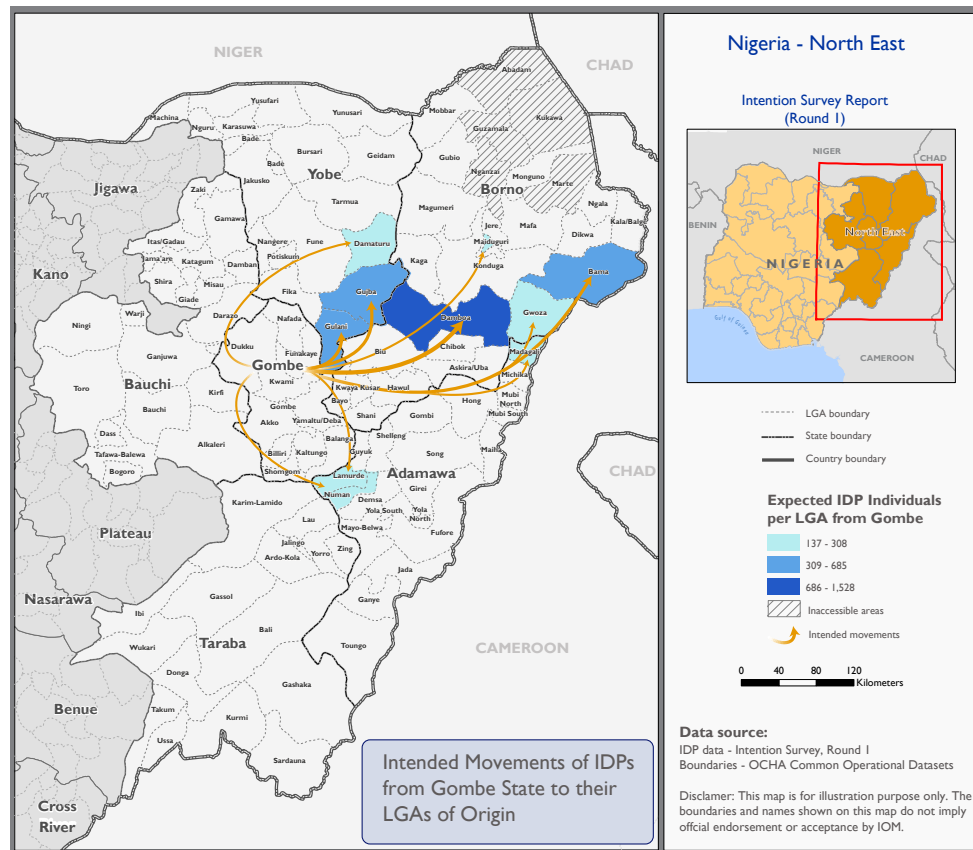 NIGER
CHAD
Abadam
Yusufari
Yunusari
Mobbar
Kukawa
Machina
Nguru
Karasuwa
Guzamala
Bade
Bursari
Geidam
Gubio
Jigawa
Bade
Nganzai
Monguno
Yobe
Jakusko
Borno
Marte
Zaki
Tarmua
Magumeri
Ngala
Gamawa
Jere
Mafa
Kala/Balge
Itas/Gadau
Nangere
Fune
Damaturu
Maiduguri
Dikwa
Jama'are
Katagum
Potiskum
Kaga
Konduga
Kano
Damban
Bama
Shira
Misau
Fika
Gujba
Giade
Ningi
Warji
Darazo
Nafada
Gulani
Damboa
Gwoza
Dukku
Funakaye
Biu
Chibok
Madagali
Ganjuwa
Gombe
Askira/Uba
Toro
Bauchi
Kirfi
Kwami
Kwaya Kusar
Hawul
Michika
Bauchi
Gombe
Bayo
Hong
Mubi
North
Akko
Yamaltu/Deba
Shani
Gombi
Mubi South
Dass
Alkaleri
Balanga
Shelleng
Tafawa-Balewa
Billiri
Kaltungo
Guyuk
Song
Maiha
Bogoro
Shomgom
Lamurde
Adamawa
CHAD
Karim-Lamido
Numan
Demsa
Girei
Yola South
Yola
North
Plateau
Lau
Mayo-Belwa
Fufore
Jalingo
Zing
Ardo-Kola
Yorro
Jada
Nasarawa
Gassol
Ganye
Ibi
Bali
Taraba
Toungo
Wukari
CAMEROON
Donga
Gashaka
Benue
Takum
Kurmi
Ussa
Sardauna
Cross
River
Intended Movements of IDPs
from Gombe State to their
LGAs of Origin
Nigeria - North East
Intention Survey Report
(Round 1)
NIGER
CHAD
BENIN
North East
NIGERIA
Gulf of Guinea
CAMEROON
LGA boundary
State boundary
Country boundary
Expected IDP Individuals
per LGA from Gombe
137 - 308
309 - 685
686 - 1,528
Inaccessible areas
Intended movements
0 40 80 120
Kilometers
Data source:
IDP data - Intention Survey, Round 1
Boundaries - OCHA Common Operational Datasets
Disclamer: This map is for illustration purpose only. The
boundaries and names shown on this map do not imply
offcial endorsement or acceptance by IOM.